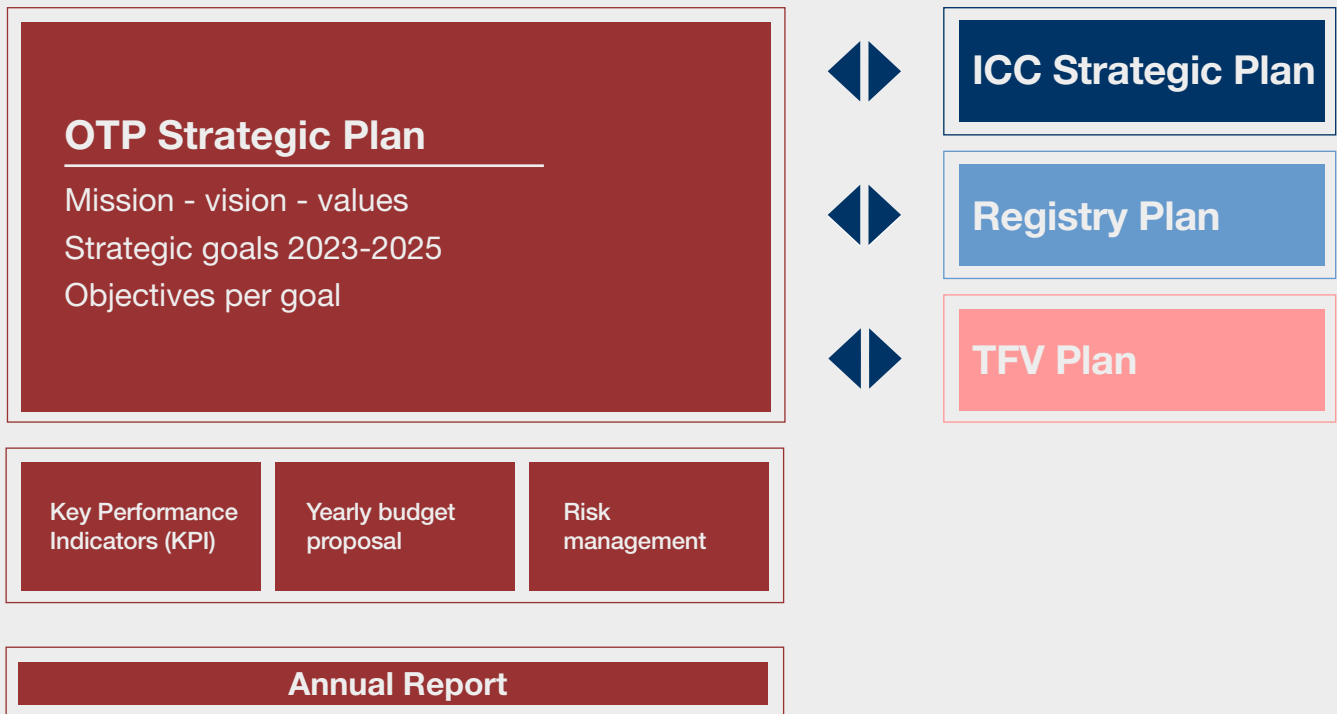 OTP Strategic Plan
Mission - vision - values
Strategic goals 2023-2025
Objectives per goal
ICC Strategic Plan
Registry Plan
TFV Plan
Key Performance
Indicators (KPI)
Yearly budget
proposal
Risk
management
Annual Report